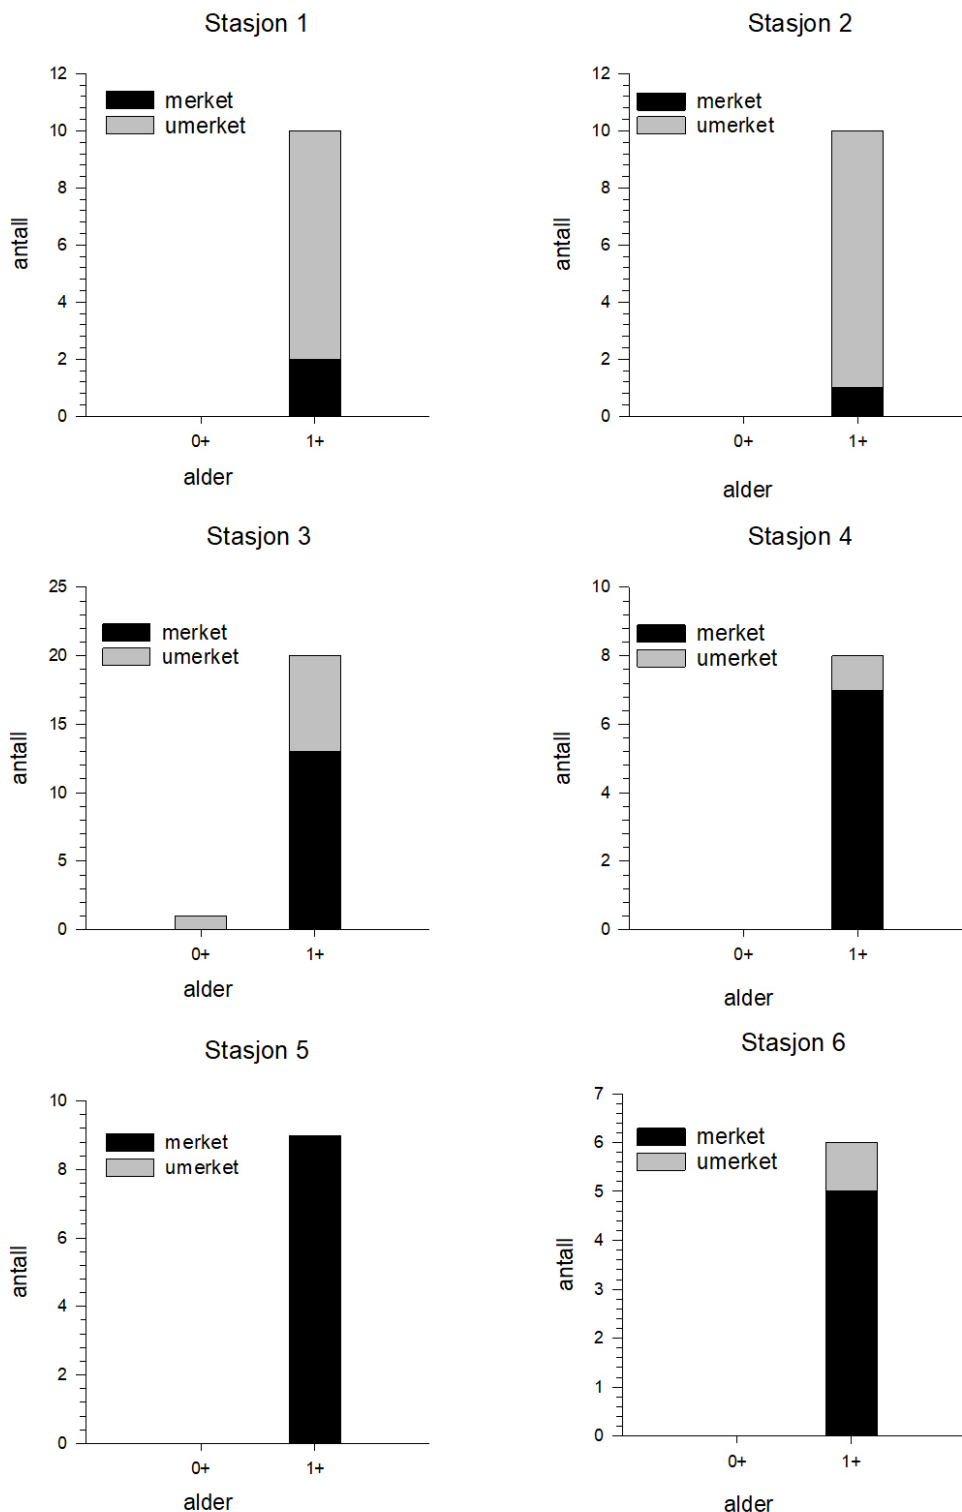 Stasjon 1
12
10
8
6
4
2
0
antall
merket
umerket
0+ 1+
alder
Stasjon 2
12
10
8
6
4
2
0
antall
merket
umerket
0+ 1+
alder
Stasjon 3
25
20
15
10
5
0
antall
merket
umerket
0+ 1+
alder
Stasjon 4
10
8
6
4
2
0
antall
merket
umerket
0+ 1+
alder
Stasjon 5
10
8
6
4
2
0
antall
merket
umerket
0+ 1+
alder
Stasjon 6
7
6
5
4
3
2
1
0
antall
merket
umerket
0+ 1+
alder